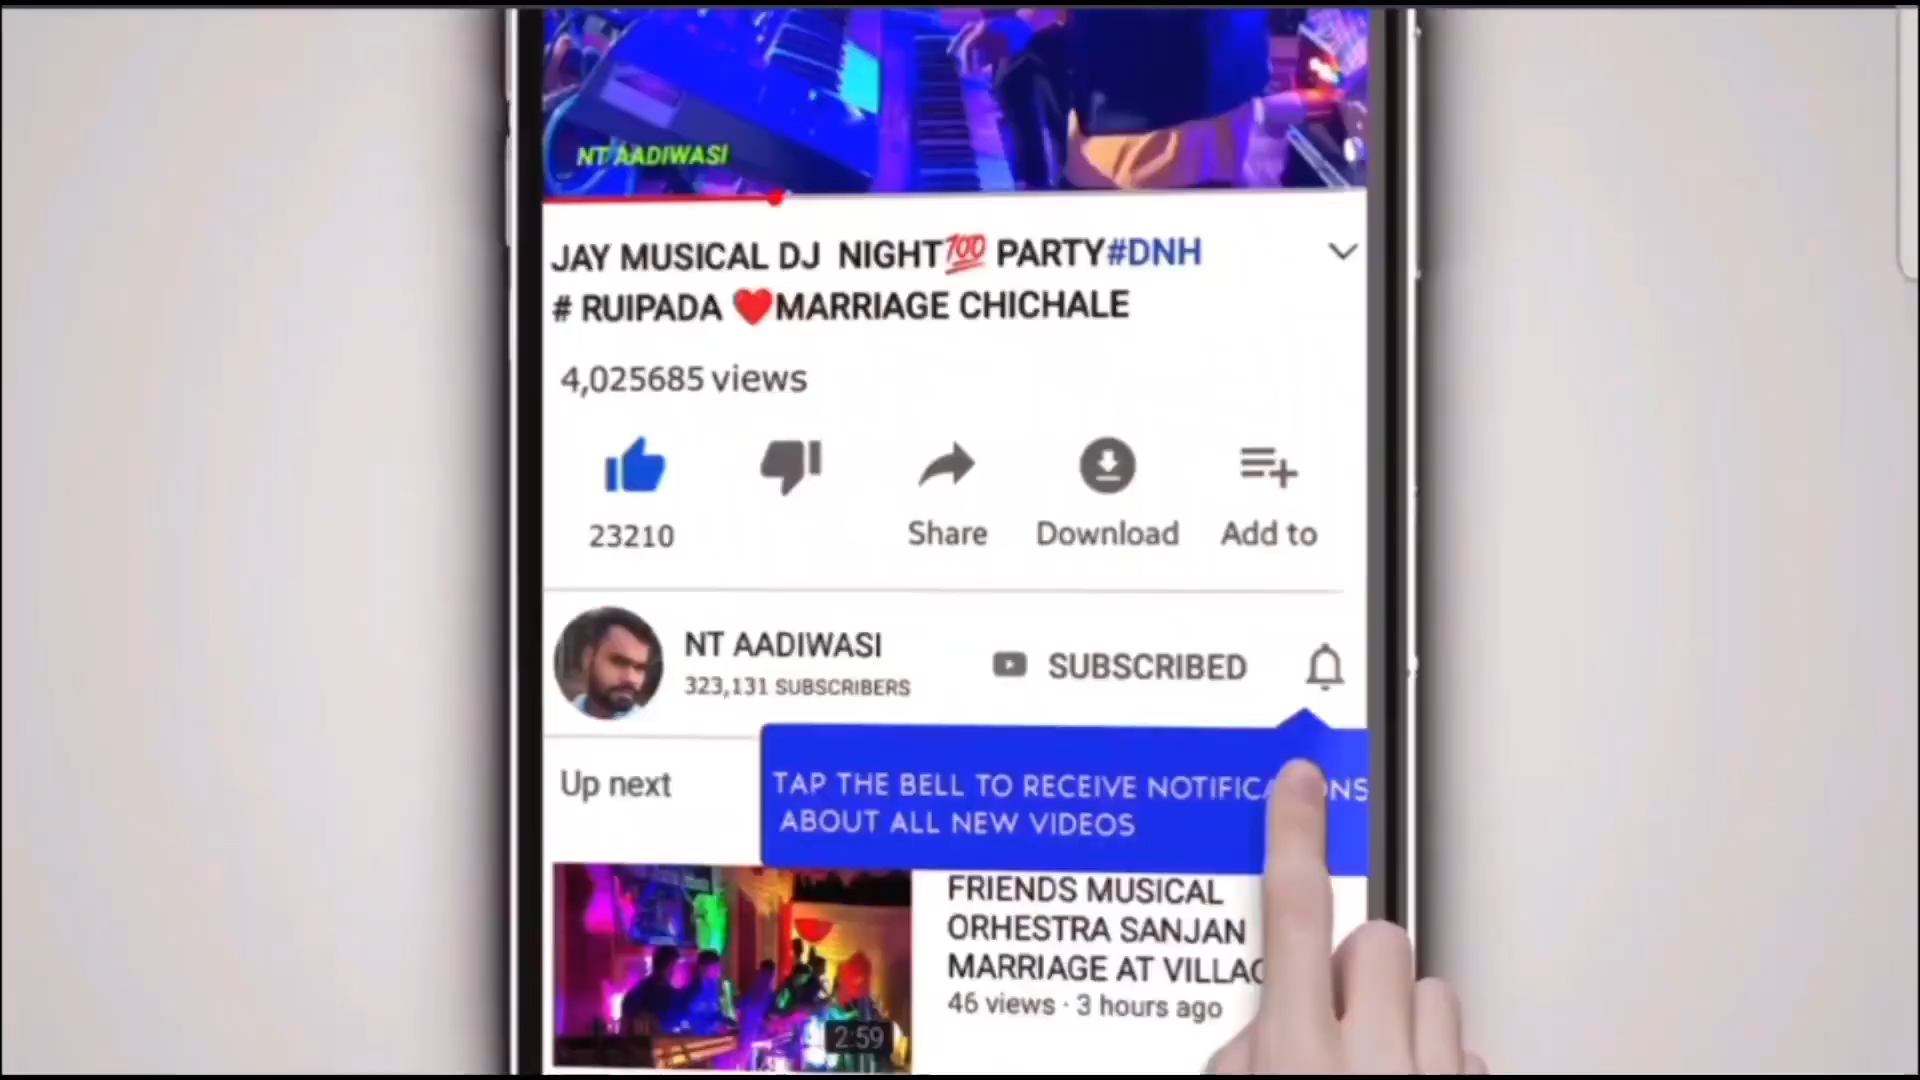 NT AADIWASI
JAY MUSICAL DJ NIGHT💯 PARTY#DNH
# RUIPADA ❤️MARRIAGE CHICHALE
4,025685 views
23210
Share
Download
Add to
NT AADIWASI
323,131 SUBSCRIBERS
SUBSCRIBED
Up next
TAP THE BELL TO RECEIVE
ABOUT ALL NEW VIDEOS
FRIENDS MUSICAL
ORHESTRA SANJAN
MARRIAGE AT
46 views · 3 hours ago
2:59